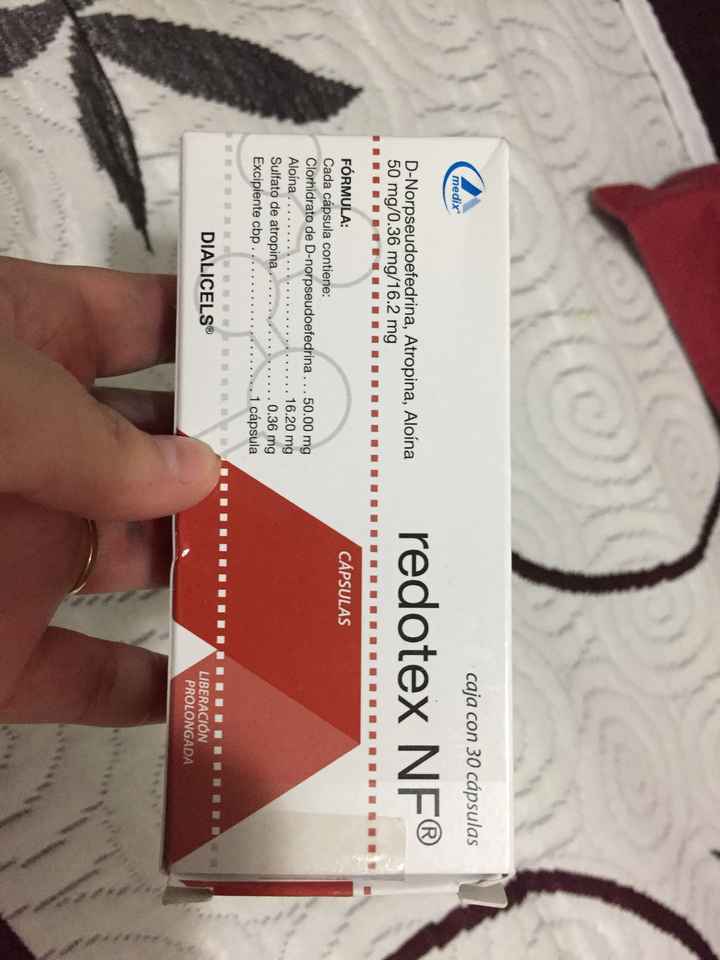 medix®
caja con 30 cápsulas
D-Norpseudoefedrina, Atropina, Aloína
50 mg/0.36 mg/16.2 mg
redotex NF®
FÓRMULA:
Cada cápsula contiene:
Clorhidrato de D-norpseudoefedrina . . . 50.00 mg
Aloína . . . . . . . . . . . . . . . . . . . . . . . . 16.20 mg
Sulfato de atropina . . . . . . . . . . . . . . . 0.36 mg
Excipiente cbp . . . . . . . . . . . . . . . . . . 1 cápsula
CÁPSULAS
DIALICELS®
LIBERACIÓN
PROLONGADA